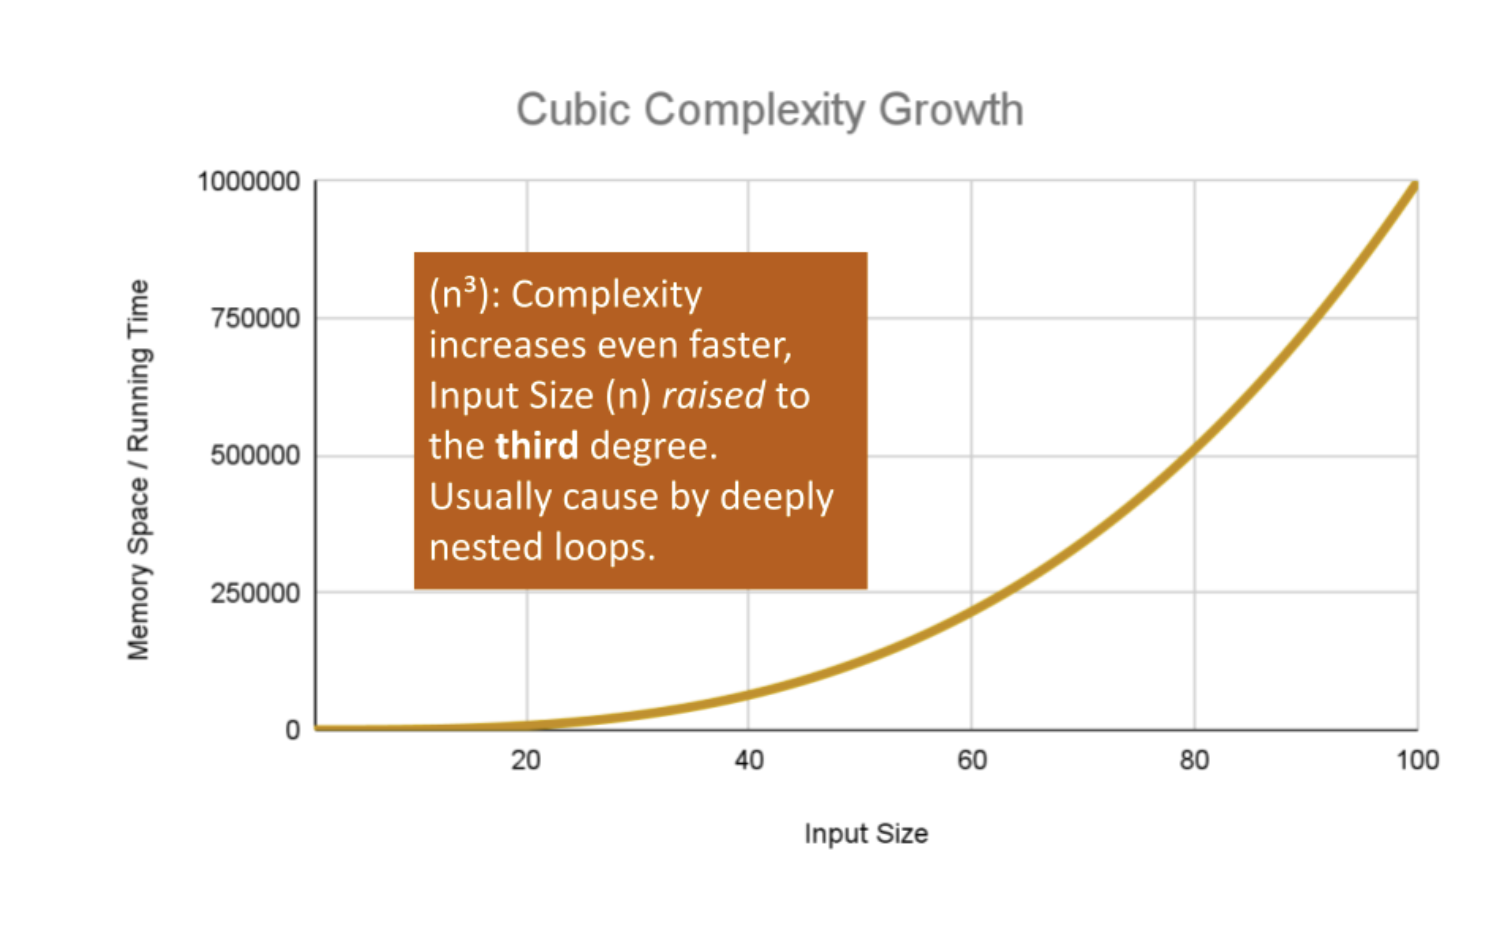 Cubic Complexity Growth
1000000
750000
500000
250000
0
Memory Space / Running Time
(n³): Complexity
increases even faster,
Input Size (n) raised to
the third degree.
Usually cause by deeply
nested loops.
20 40 60 80 100
Input Size